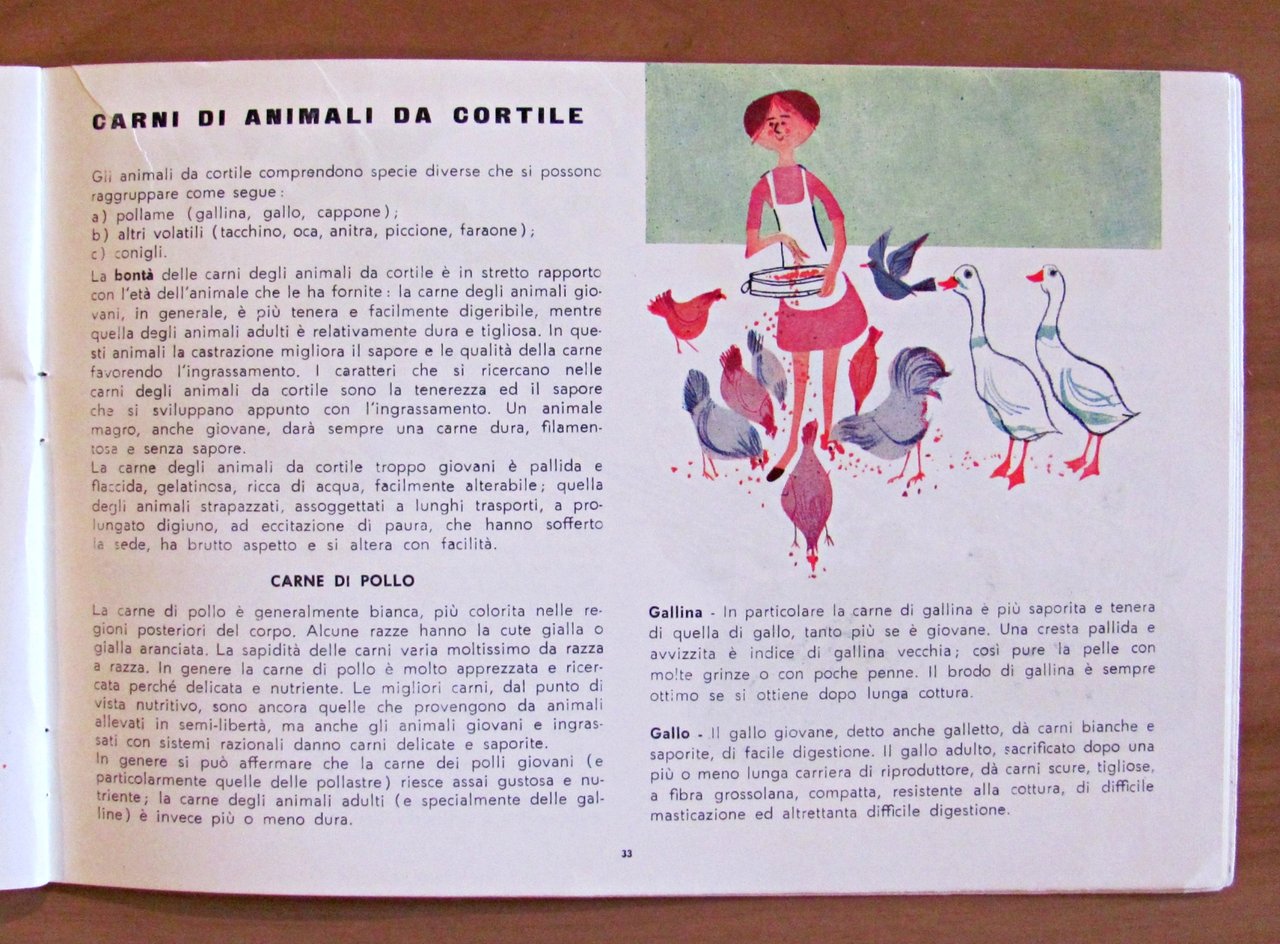 CARNI DI ANIMALI DA CORTILE
Gli animali da cortile comprendono specie diverse che si possono
raggruppare come segue:
a) pollame (gallina, gallo, cappone);
b) altri volatili (tacchino, oca, anitra, piccione, faraone);
c) conigli.
La bontà delle carni degli animali da cortile è in stretto rapporto
con l'età dell'animale che le ha fornite: la carne degli animali gio-
vani, in generale, è più tenera e facilmente digeribile, mentre
quella degli animali adulti è relativamente dura e tigliosa. In que-
sti animali la castrazione migliora il sapore e le qualità della carne
favorendo l'ingrassamento. I caratteri che si ricercano nelle
carni degli animali da cortile sono la tenerezza ed il sapore
che si sviluppano appunto con l'ingrassamento. Un animale
magro, anche giovane, darà sempre una carne dura, filamen-
tosa e senza sapore.
La carne degli animali da cortile troppo giovani è pallida e
flaccida, gelatinosa, ricca di acqua, facilmente alterabile; quella
degli animali strapazzati, assoggettati a lunghi trasporti, a pro-
lungato digiuno, ad eccitazione di paura, che hanno sofferto
la sede, ha brutto aspetto e si altera con facilità.
CARNE DI POLLO
La carne di pollo è generalmente bianca, più colorita nelle re-
gioni posteriori del corpo. Alcune razze hanno la cute gialla o
gialla aranciata. La sapidità delle carni varia moltissimo da razza
a razza. In genere la carne di pollo è molto apprezzata e ricer-
cata perché delicata e nutriente. Le migliori carni, dal punto di
vista nutritivo, sono ancora quelle che provengono da animali
allevati in semi-libertà, ma anche gli animali giovani e ingras-
sati con sistemi razionali danno carni delicate e saporite.
In genere si può affermare che la carne dei polli giovani (e
particolarmente quelle delle pollastre) riesce assai gustosa e nu-
triente; la carne degli animali adulti (e specialmente delle gal-
line) è invece più o meno dura.
Gallina - In particolare la carne di gallina è più saporita e tenera
di quella di gallo, tanto più se è giovane. Una cresta pallida e
avvizzita è indice di gallina vecchia; così pure la pelle con
molte grinze o con poche penne. Il brodo di gallina è sempre
ottimo se si ottiene dopo lunga cottura.
Gallo - Il gallo giovane, detto anche galletto, dà carni bianche e
saporite, di facile digestione. Il gallo adulto, sacrificato dopo una
più o meno lunga carriera di riproduttore, dà carni scure, tigliose,
a fibra grossolana, compatta, resistente alla cottura, di difficile
masticazione ed altrettanta difficile digestione.
33